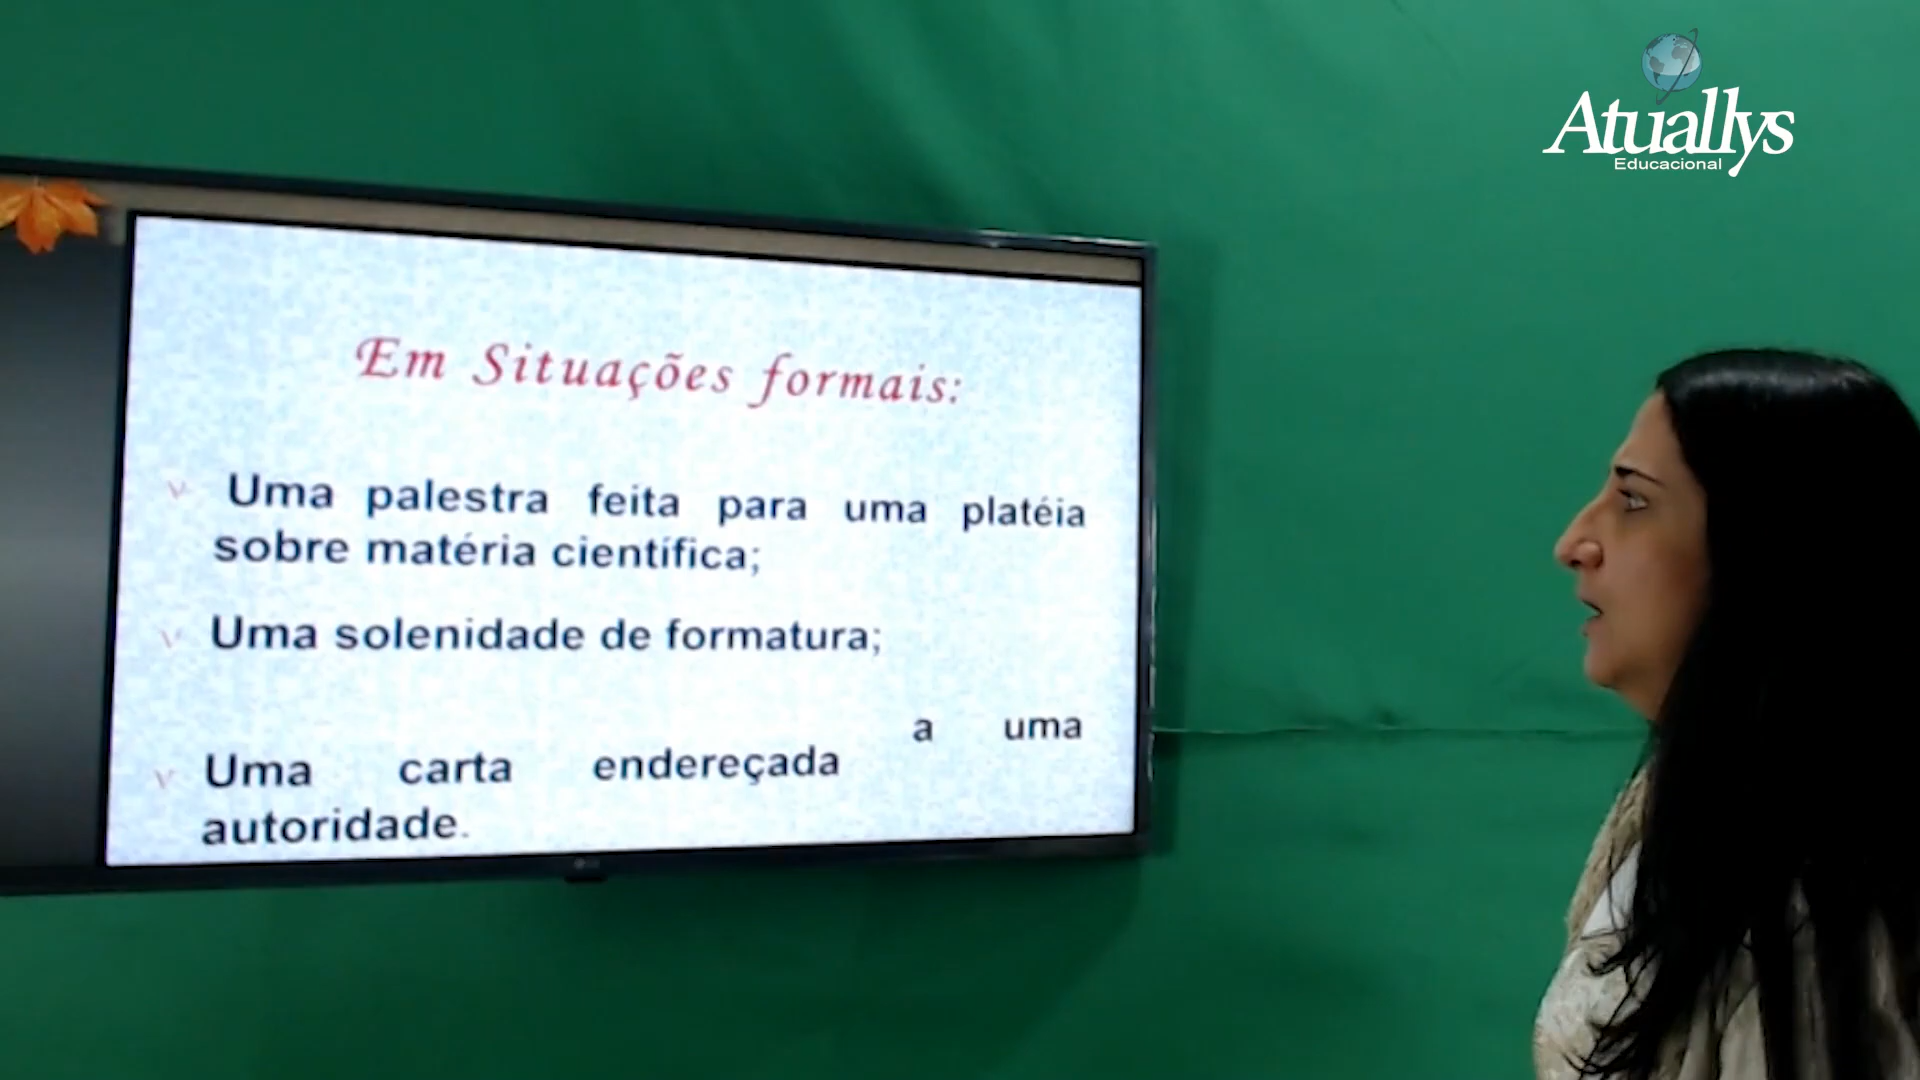 Atuallys
Educacional
Em Situações formais:
Uma palestra feita para uma platéia
sobre matéria científica;
Uma solenidade de formatura;
Uma carta endereçada a uma
autoridade.